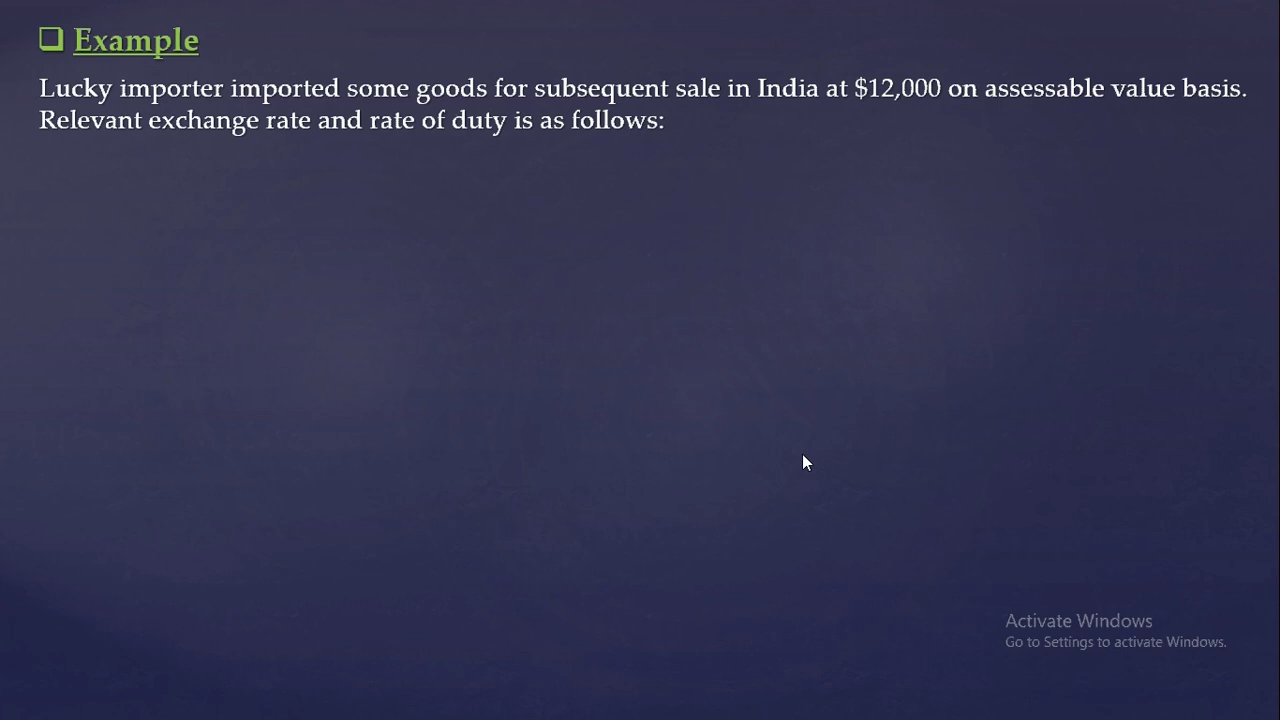 ❑ Example
Lucky importer imported some goods for subsequent sale in India at $12,000 on assessable value basis.
Relevant exchange rate and rate of duty is as follows:
Activate Windows
Go to Settings to activate Windows.